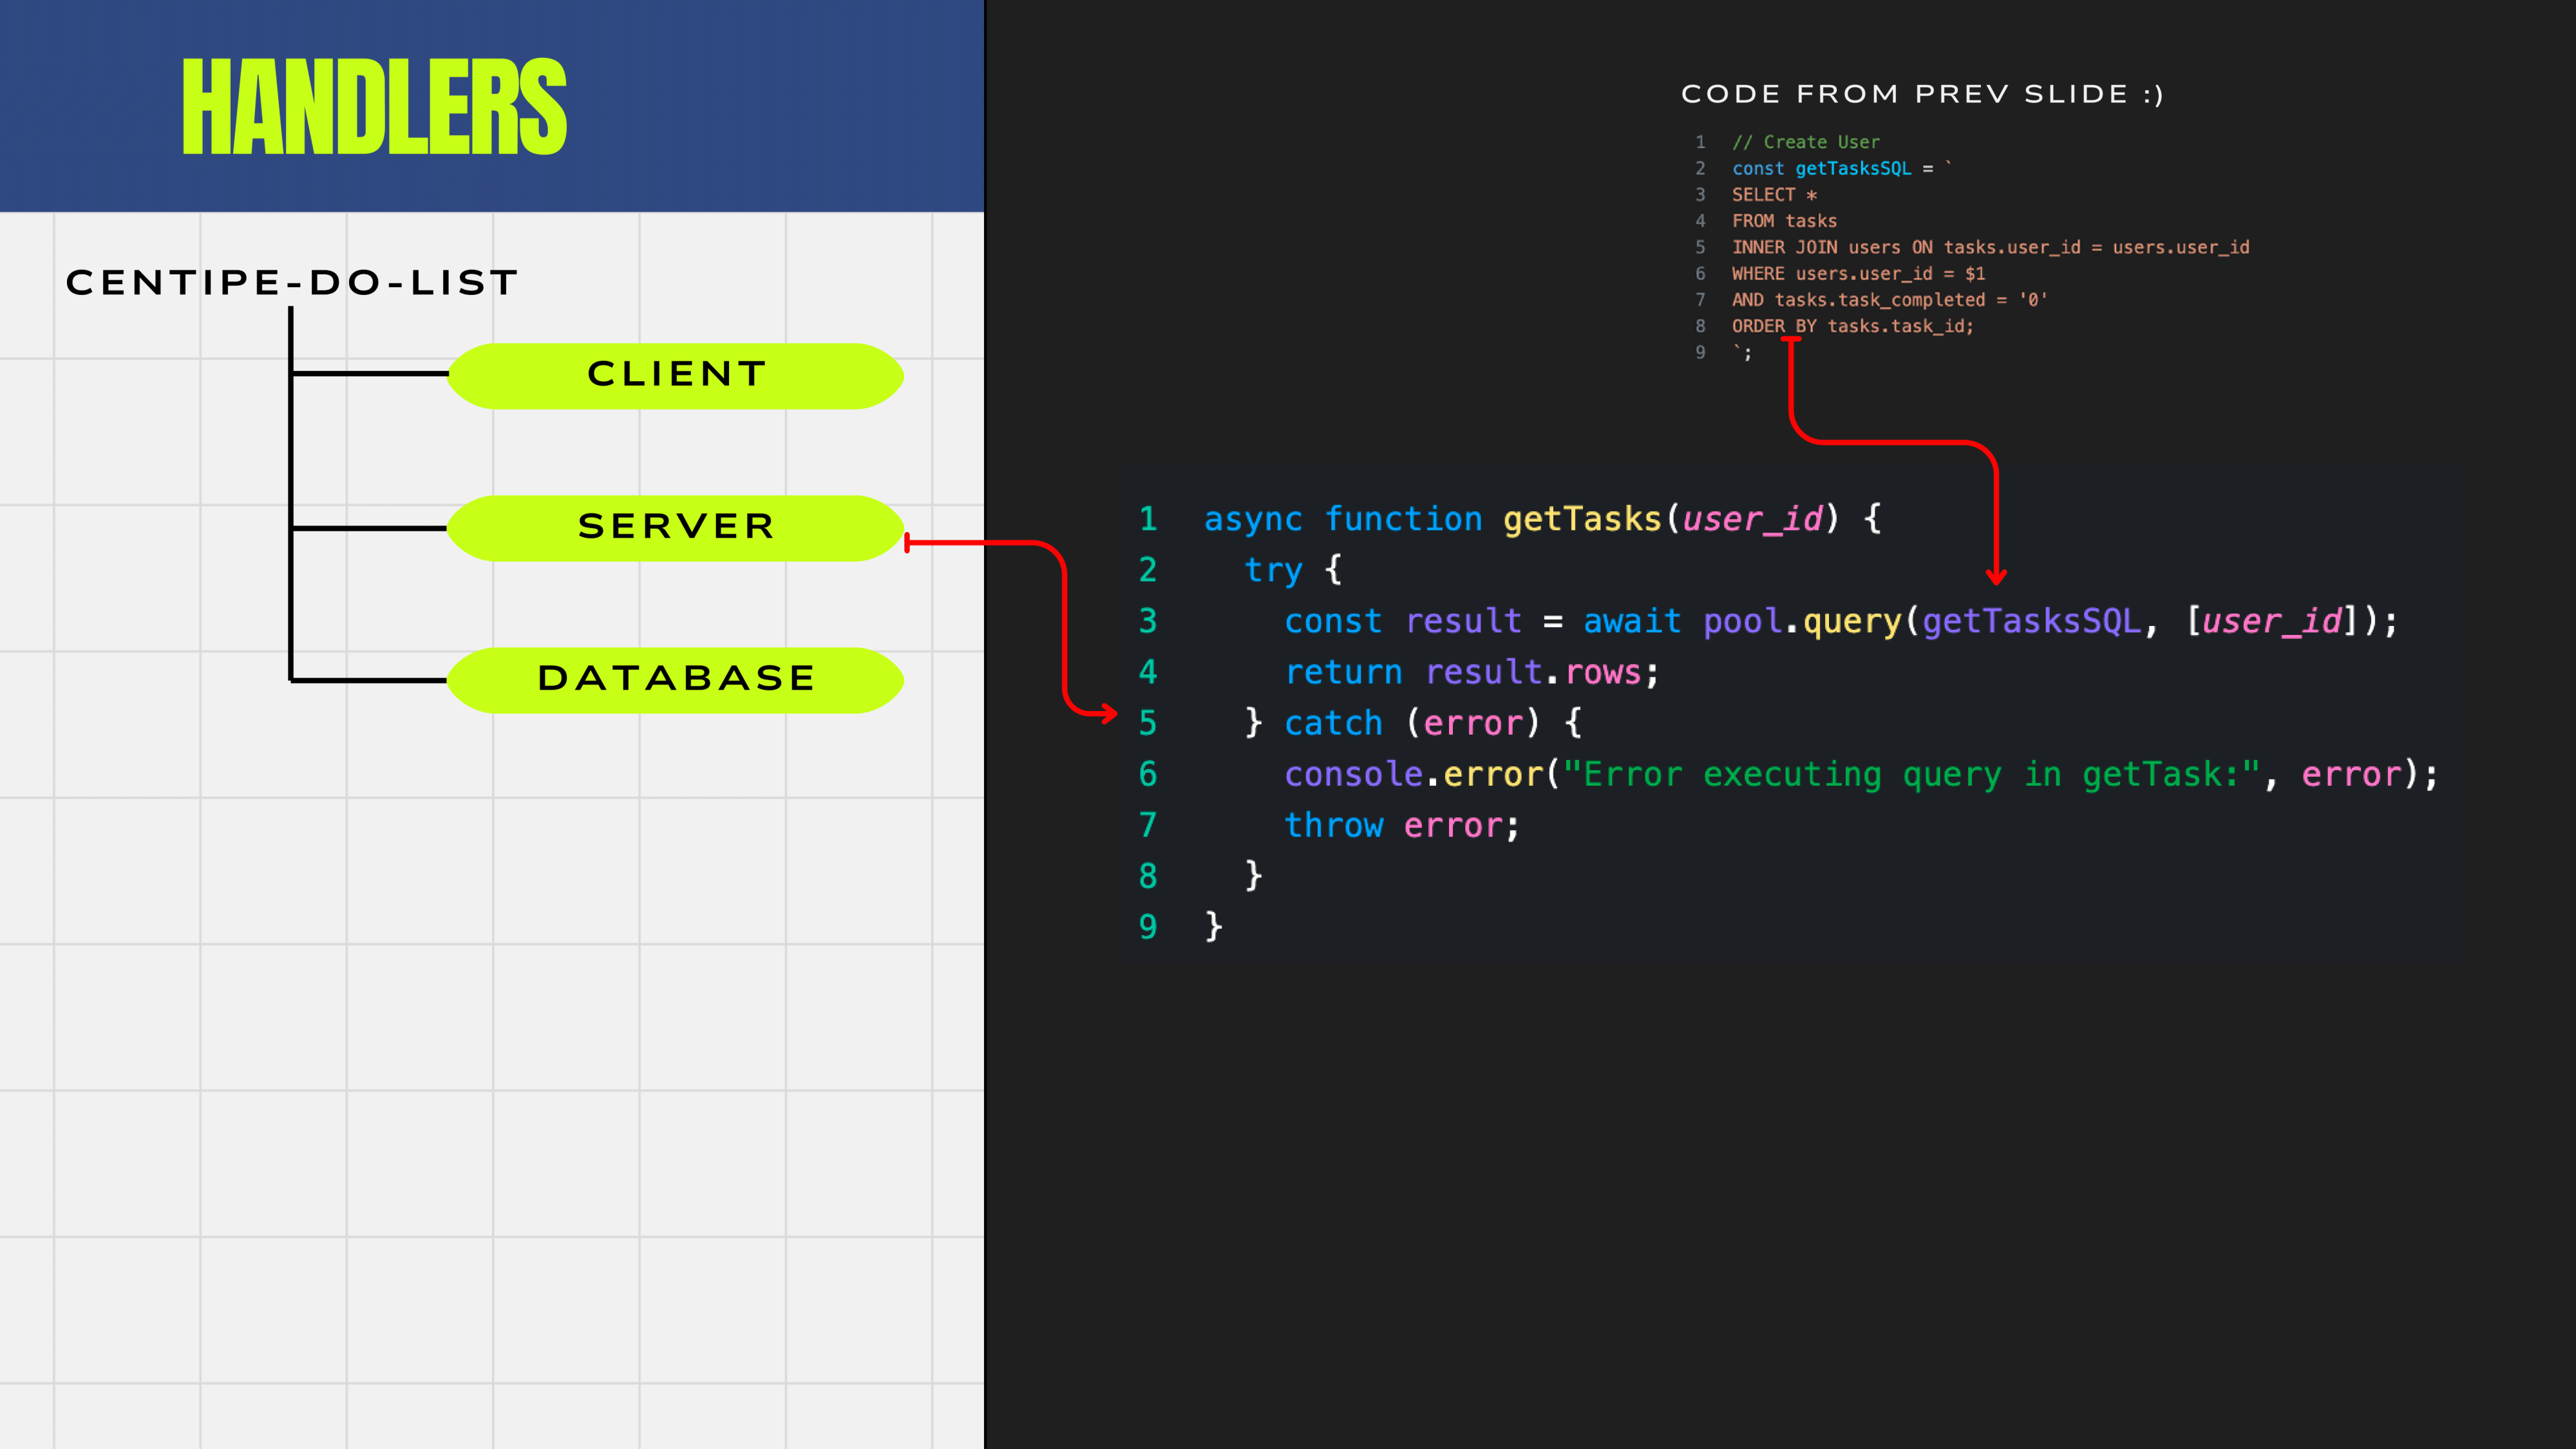 HANDLERS
CENTIPE-DO-LIST
CLIENT
SERVER
DATABASE
CODE FROM PREV SLIDE :)
1 // Create User
2 const getTasksSQL = `
3 SELECT *
4 FROM tasks
5 INNER JOIN users ON tasks.user_id = users.user_id
6 WHERE users.user_id = $1
7 AND tasks.task_completed = '0'
8 ORDER BY tasks.task_id;
9 `;
1 async function getTasks(user_id) {
2 try {
3 const result = await pool.query(getTasksSQL, [user_id]);
4 return result.rows;
5 } catch (error) {
6 console.error("Error executing query in getTask:", error);
7 throw error;
8 }
9 }